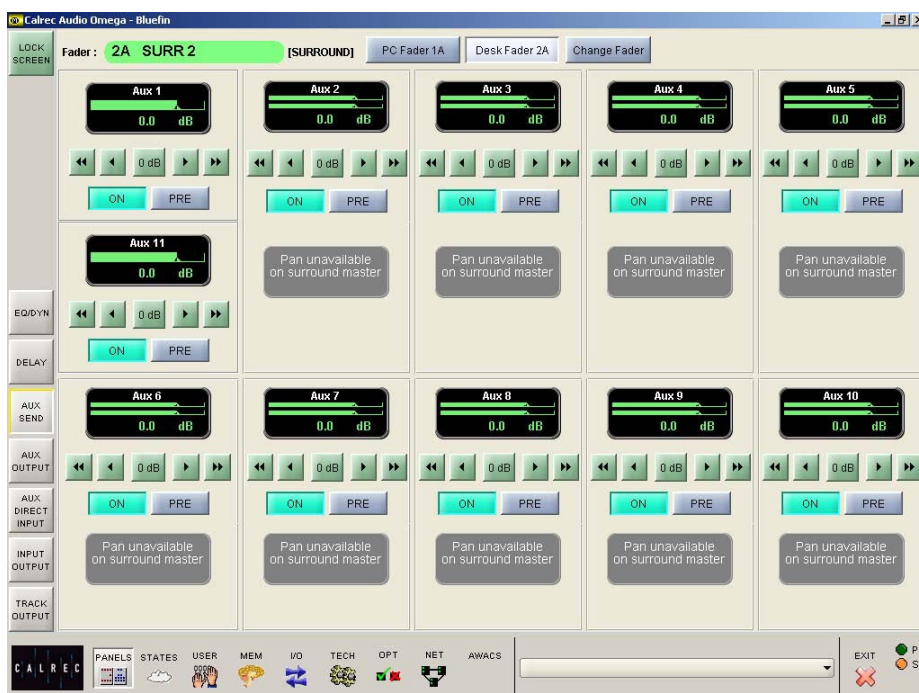 Calrec Audio Omega - Bluefin
LOCK
SCREEN
Fader : 2A SURR 2 [SURROUND] PC Fader 1A Desk Fader 2A Change Fader
Aux 1 Aux 2 Aux 3 Aux 4 Aux 5
0.0 dB 0.0 dB 0.0 dB 0.0 dB 0.0 dB
0 dB 0 dB 0 dB 0 dB 0 dB
ON PRE ON PRE ON PRE ON PRE ON PRE
Aux 11
0.0 dB
Pan unavailable
on surround master
Pan unavailable
on surround master
Pan unavailable
on surround master
Pan unavailable
on surround master
0 dB
ON PRE
EQ/DYN
DELAY
AUX
SEND
AUX
OUTPUT
AUX
DIRECT
INPUT
INPUT
OUTPUT
TRACK
OUTPUT
Aux 6 Aux 7 Aux 8 Aux 9 Aux 10
0.0 dB 0.0 dB 0.0 dB 0.0 dB 0.0 dB
0 dB 0 dB 0 dB 0 dB 0 dB
ON PRE ON PRE ON PRE ON PRE ON PRE
Pan unavailable
on surround master
Pan unavailable
on surround master
Pan unavailable
on surround master
Pan unavailable
on surround master
Pan unavailable
on surround master
CALREC
PANELS STATES USER MEM I/O TECH OPT NET AWACS EXIT P
S